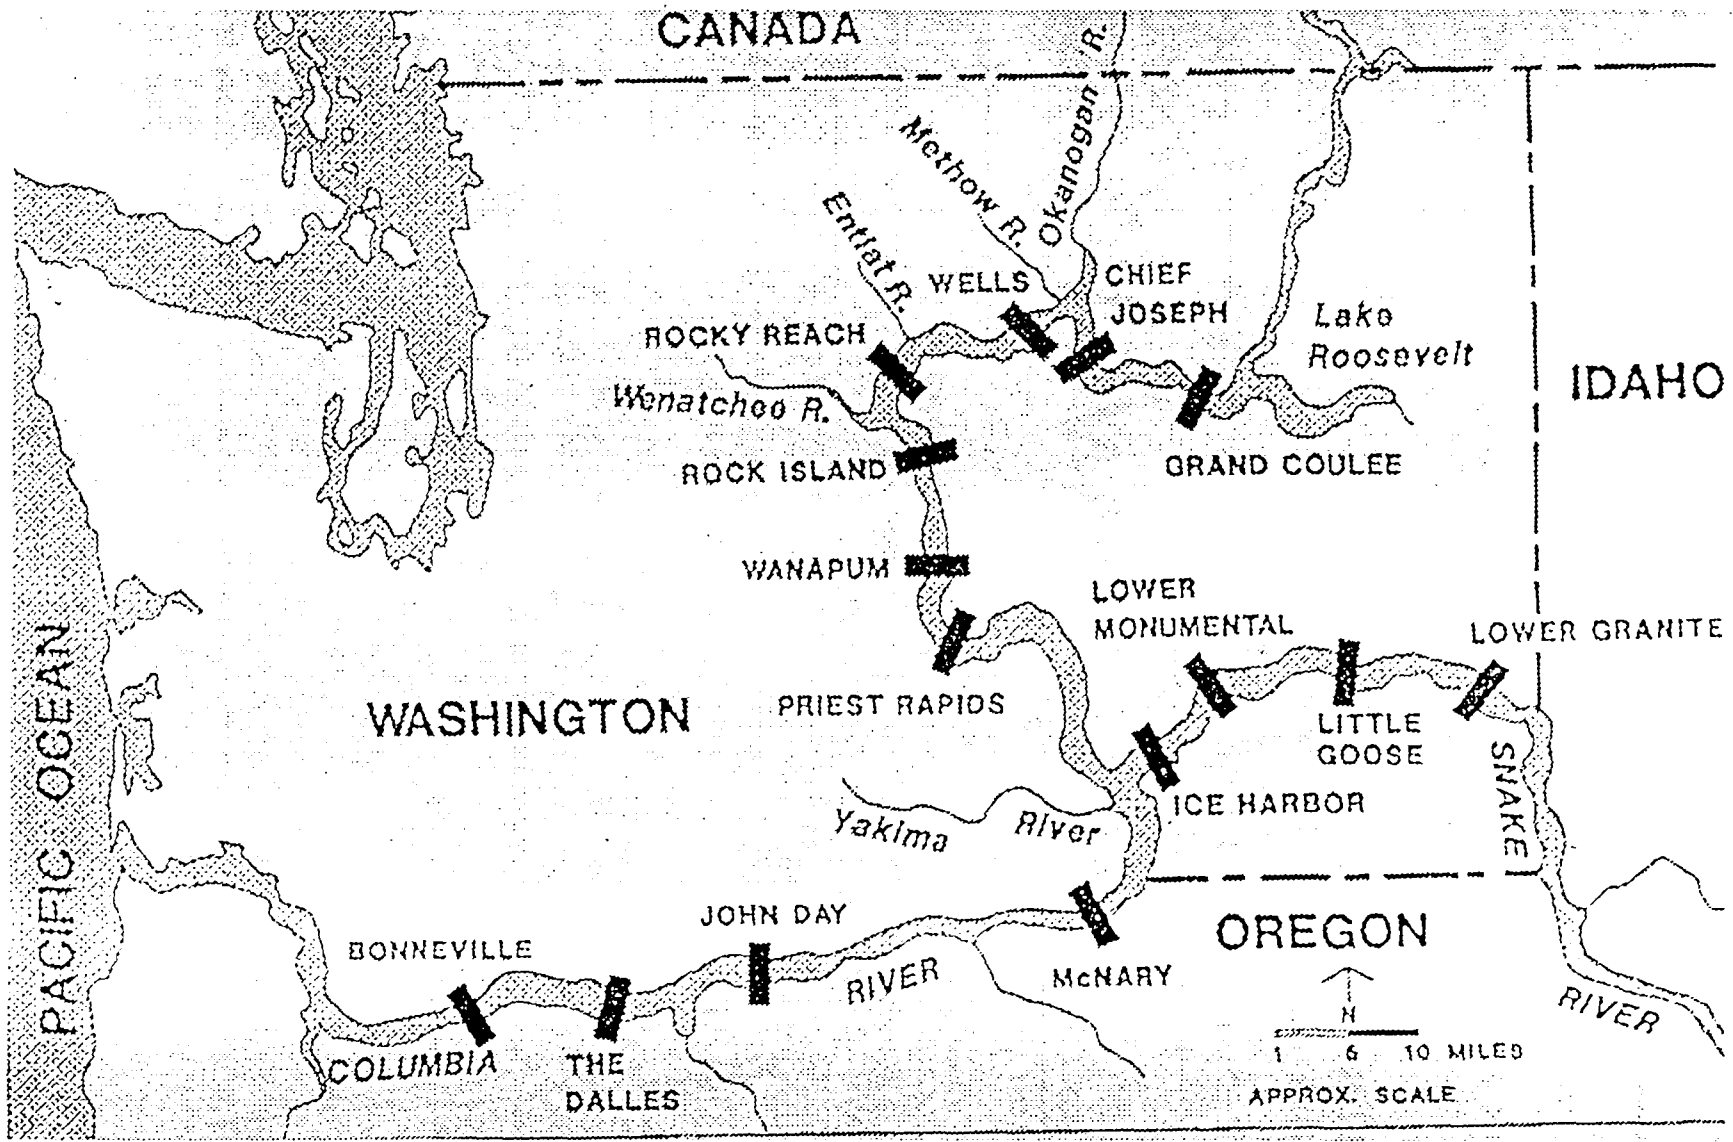 CANADA
Okanogan R.
Methow R.
Entiat R.
WELLS
CHIEF
JOSEPH
ROCKY REACH
Lake
Roosevelt
IDAHO
Wenatchee R.
ROCK ISLAND
GRAND COULEE
WANAPUM
LOWER
MONUMENTAL
LOWER GRANITE
PRIEST RAPIDS
WASHINGTON
LITTLE
GOOSE
SNAKE
ICE HARBOR
Yakima River
PACIFIC OCEAN
JOHN DAY
BONNEVILLE
OREGON
McNARY
RIVER
RIVER
N
1 6 10 MILES
APPROX. SCALE
COLUMBIA
THE
DALLES